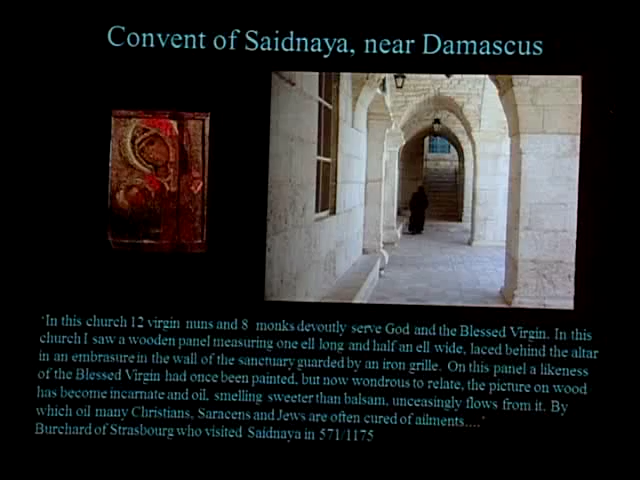 Convent of Saidnaya, near Damascus
'In this church 12 virgin nuns and 8 monks devoutly serve God and the Blessed Virgin. In this
church I saw a wooden panel measuring one ell long and half an ell wide, laced behind the altar
in an embrasure in the wall of the sanctuary guarded by an iron grille. On this panel a likeness
of the Blessed Virgin had once been painted, but now wondrous to relate, the picture on wood
has become incarnate and oil, smelling sweeter than balsam, unceasingly flows from it. By
which oil many Christians, Saracens and Jews are often cured of ailments....'
Burchard of Strasbourg who visited Saidnaya in 571/1175